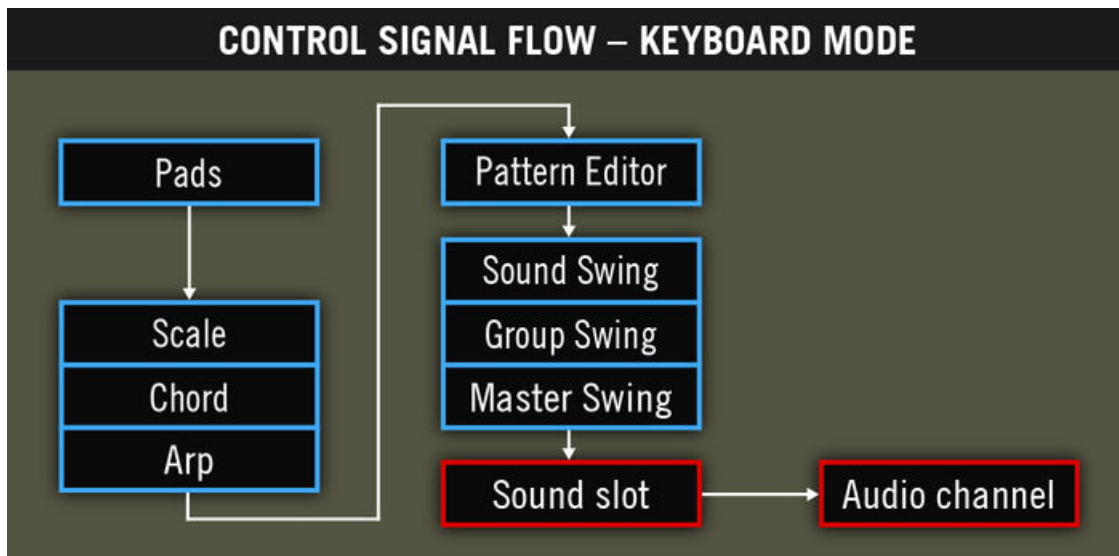 CONTROL SIGNAL FLOW – KEYBOARD MODE
Pads
Scale
Chord
Arp
Pattern Editor
Sound Swing
Group Swing
Master Swing
Sound slot
Audio channel